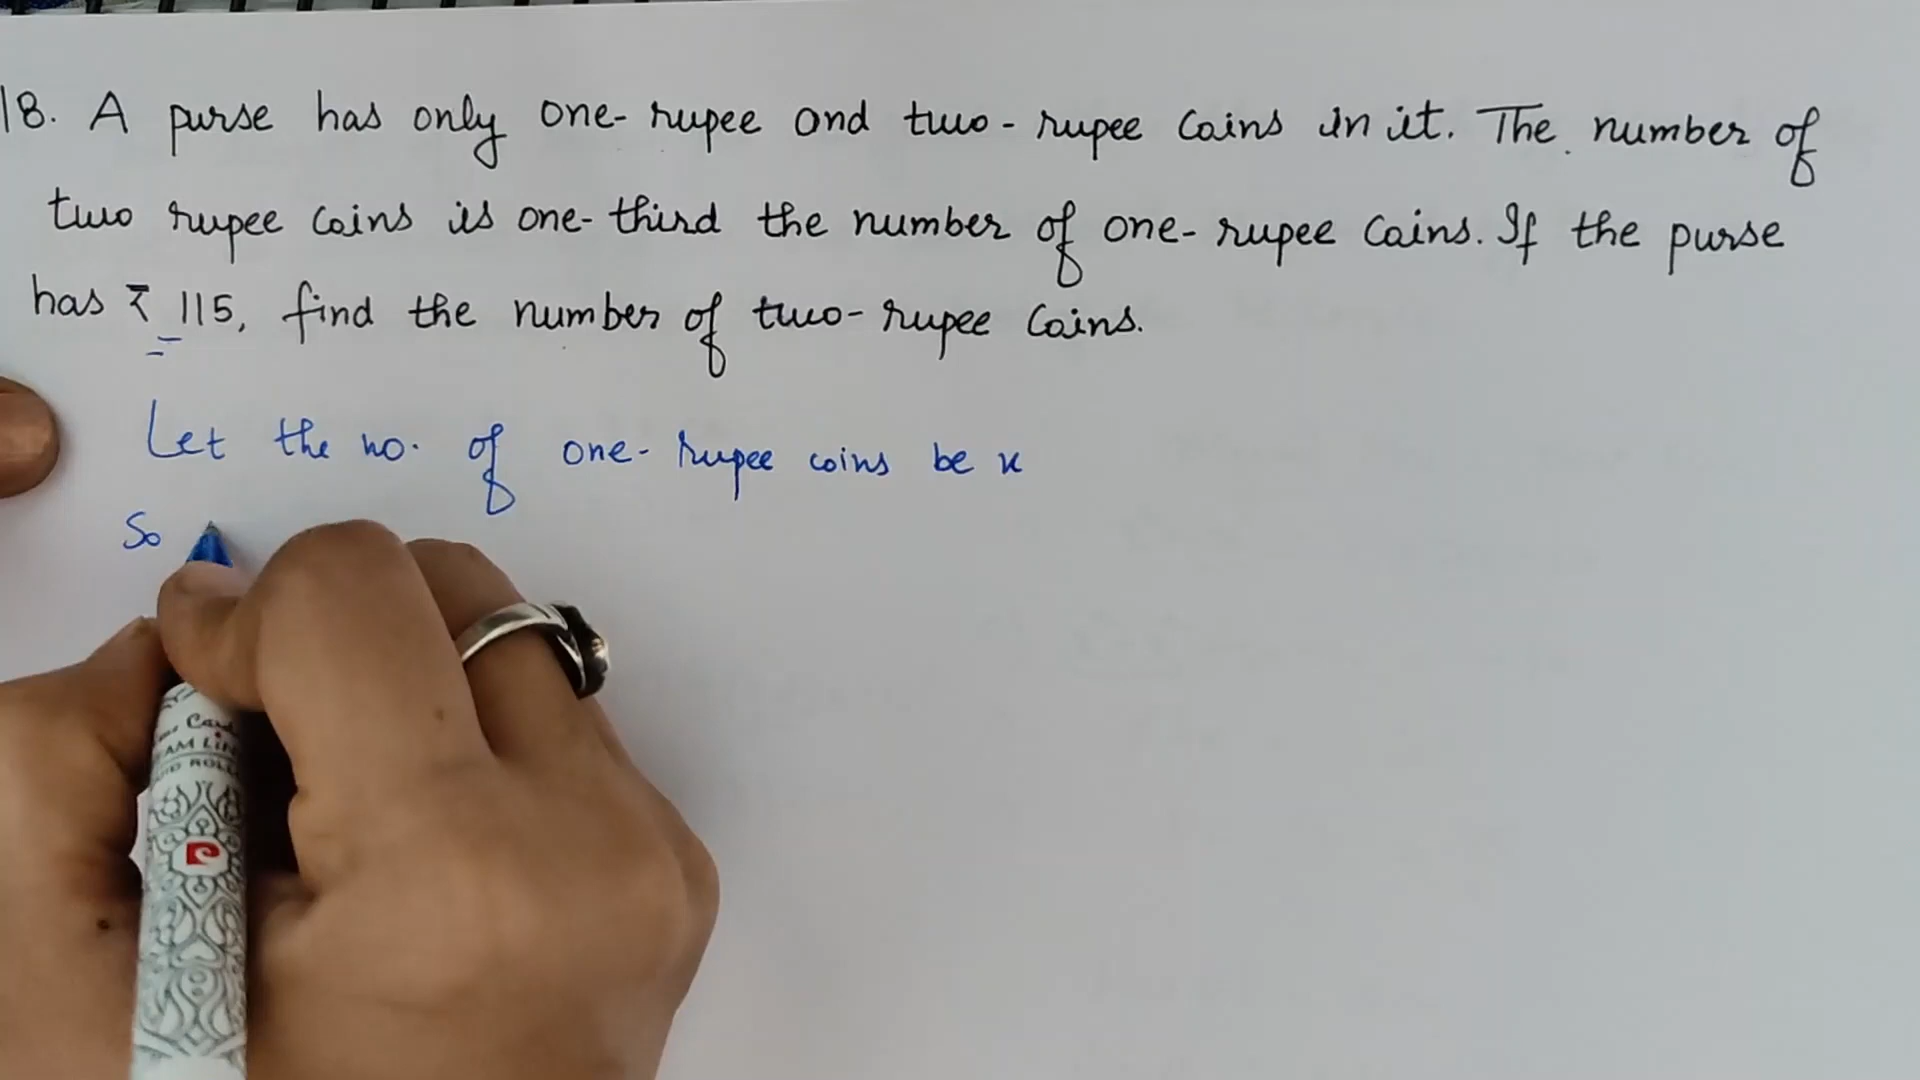 18. A purse has only one-rupee and two-rupee coins in it. The number of
two rupee coins is one-third the number of one-rupee coins. If the purse
has ₹ 115, find the number of two-rupee coins.
Let the no. of one-rupee coins be x
So